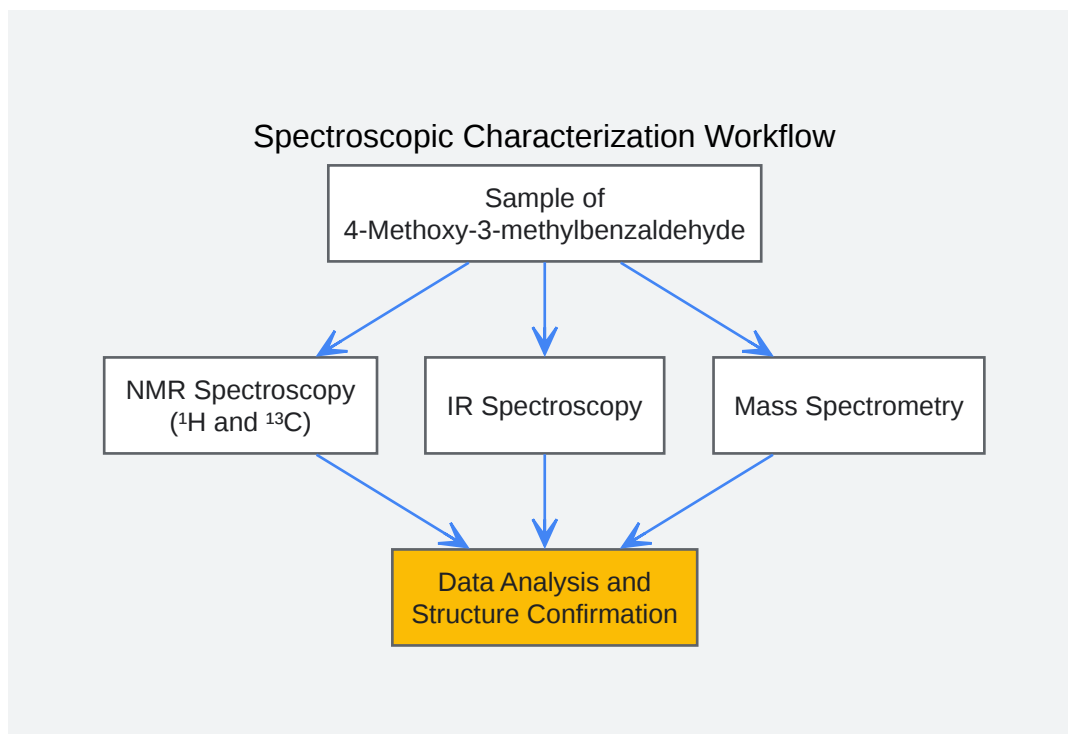 Spectroscopic Characterization Workflow
Sample of
4-Methoxy-3-methylbenzaldehyde
NMR Spectroscopy
(¹H and ¹³C)
IR Spectroscopy
Mass Spectrometry
Data Analysis and
Structure Confirmation